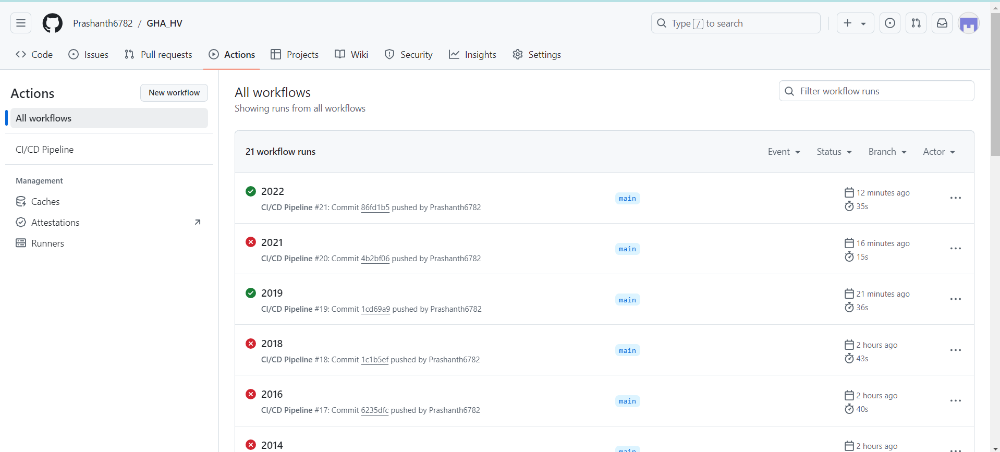 Prashanth6782 / GHA_HV
Type / to search
Code Issues Pull requests Actions Projects Wiki Security Insights Settings
Actions
New workflow
All workflows
CI/CD Pipeline
Management
Caches
Attestations
Runners
All workflows
Showing runs from all workflows
Filter workflow runs
21 workflow runs
Event Status Branch Actor
2022
CI/CD Pipeline #21: Commit 86fd1b5 pushed by Prashanth6782
main
12 minutes ago
35s
2021
CI/CD Pipeline #20: Commit 4b2bf06 pushed by Prashanth6782
main
16 minutes ago
15s
2019
CI/CD Pipeline #19: Commit 1cd69a9 pushed by Prashanth6782
main
21 minutes ago
36s
2018
CI/CD Pipeline #18: Commit 1c1b5ef pushed by Prashanth6782
main
2 hours ago
43s
2016
CI/CD Pipeline #17: Commit 6235dfc pushed by Prashanth6782
main
2 hours ago
40s
2014
main
2 hours ago